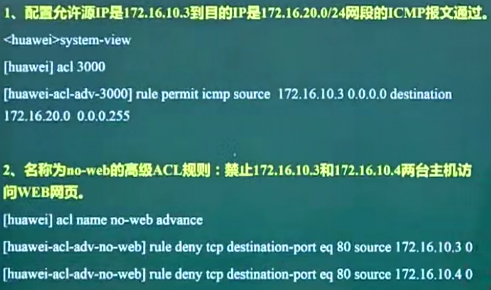 1、配置允许源IP是172.16.10.3到目的IP是172.16.20.0/24网段的ICMP报文通过。
<huawei>system-view
[huawei] acl 3000
[huawei-acl-adv-3000] rule permit icmp source 172.16.10.3 0.0.0.0 destination
172.16.20.0 0.0.0.255
2、名称为no-web的高级ACL规则：禁止172.16.10.3和172.16.10.4两台主机访
问WEB网页。
[huawei] acl name no-web advance
[huawei-acl-adv-no-web] rule deny tcp destination-port eq 80 source 172.16.10.3 0
[huawei-acl-adv-no-web] rule deny tcp destination-port eq 80 source 172.16.10.4 0